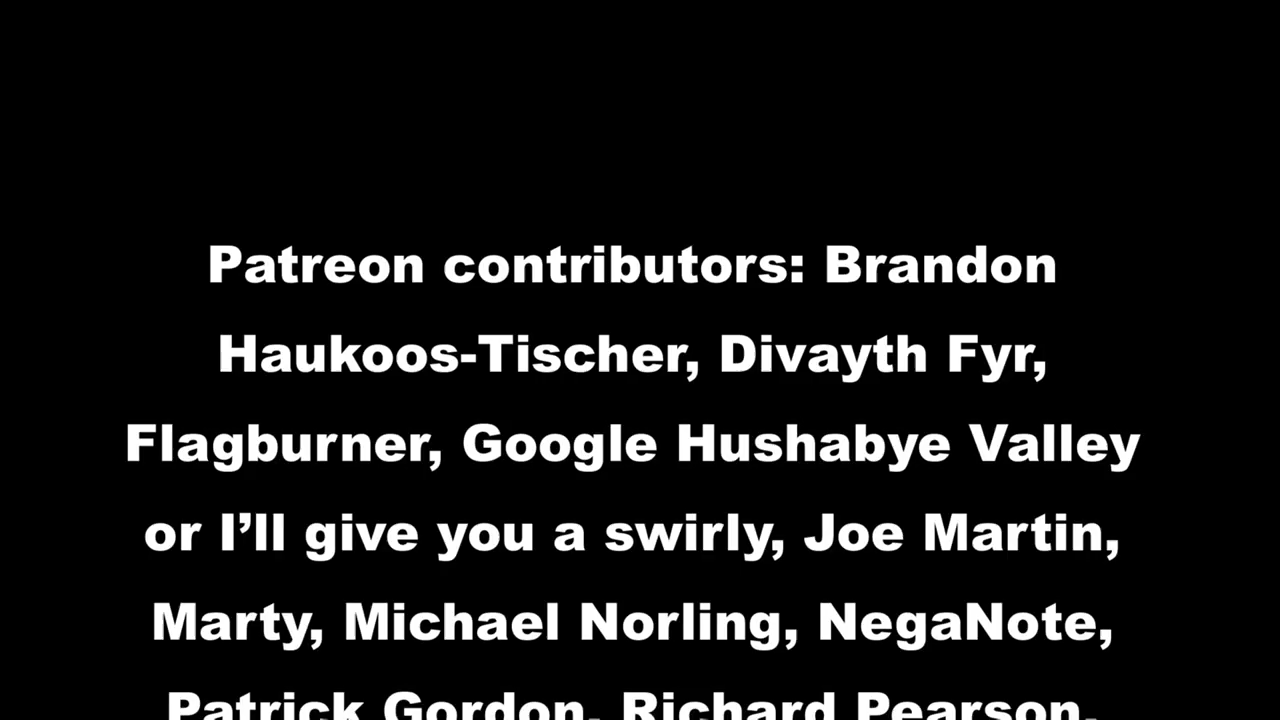 Patreon contributors: Brandon
Haukoos-Tischer, Divayth Fyr,
Flagburner, Google Hushabye Valley
or I’ll give you a swirly, Joe Martin,
Marty, Michael Norling, NegaNote,
Patrick Gordon, Richard Pearson,